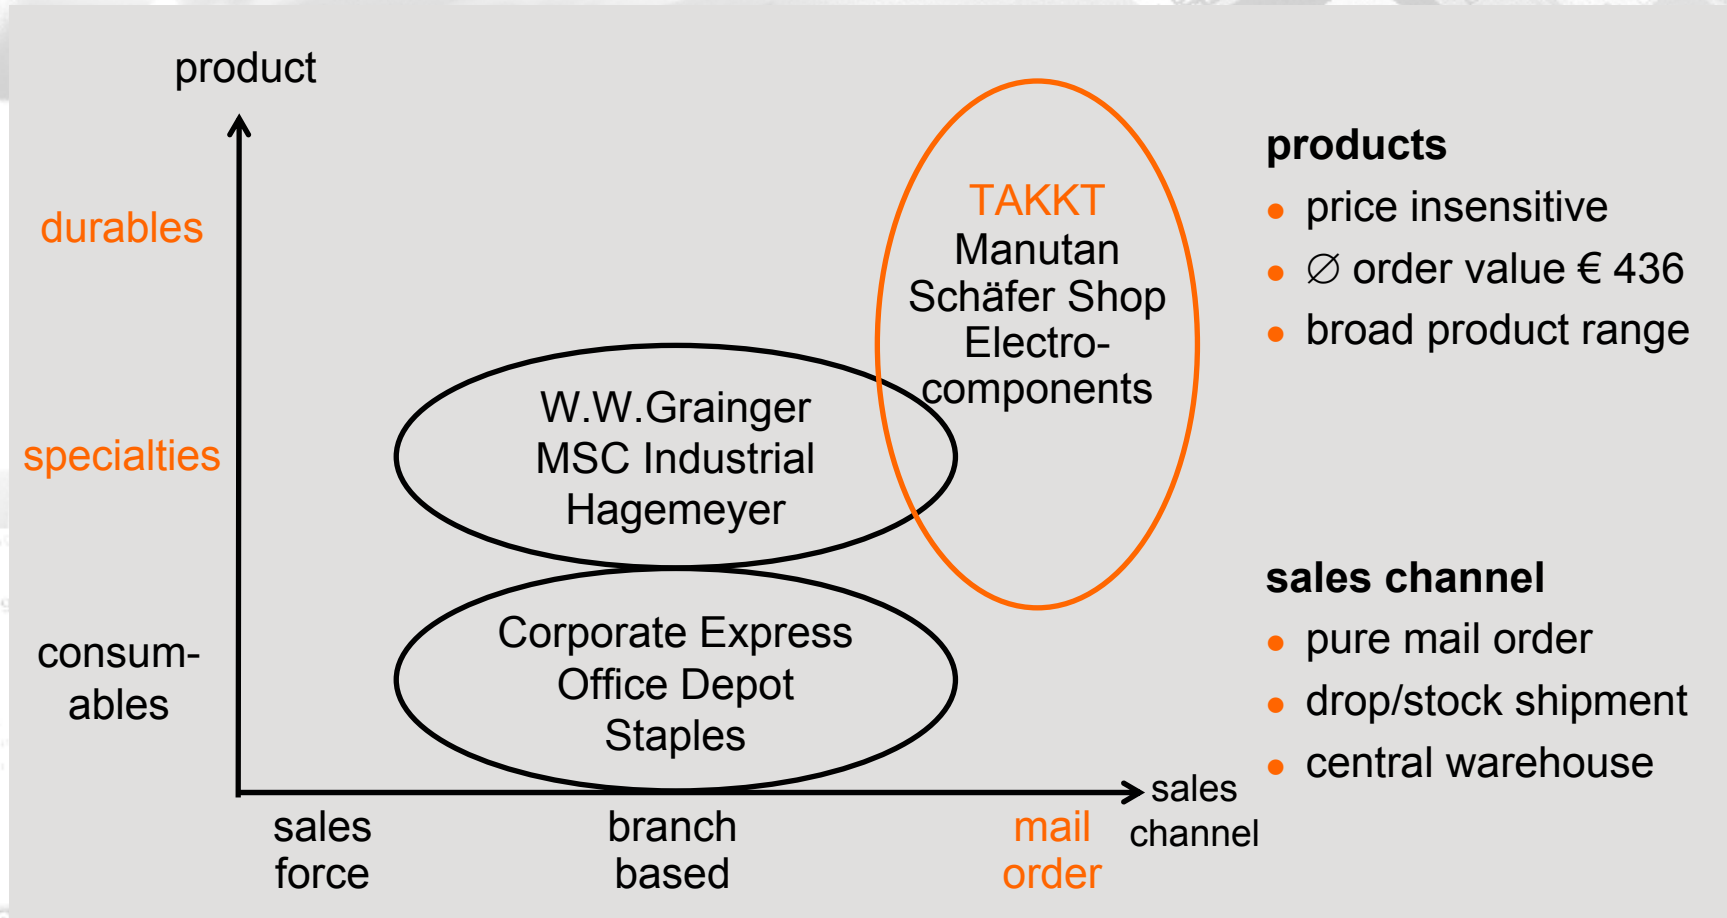 product
durables
specialties
consum-
ables
TAKKT
Manutan
Schäfer Shop
Electro-
components
W.W.Grainger
MSC Industrial
Hagemeyer
Corporate Express
Office Depot
Staples
sales
force
branch
based
mail
order
sales
channel
products
● price insensitive
● ∅ order value € 436
● broad product range
sales channel
● pure mail order
● drop/stock shipment
● central warehouse